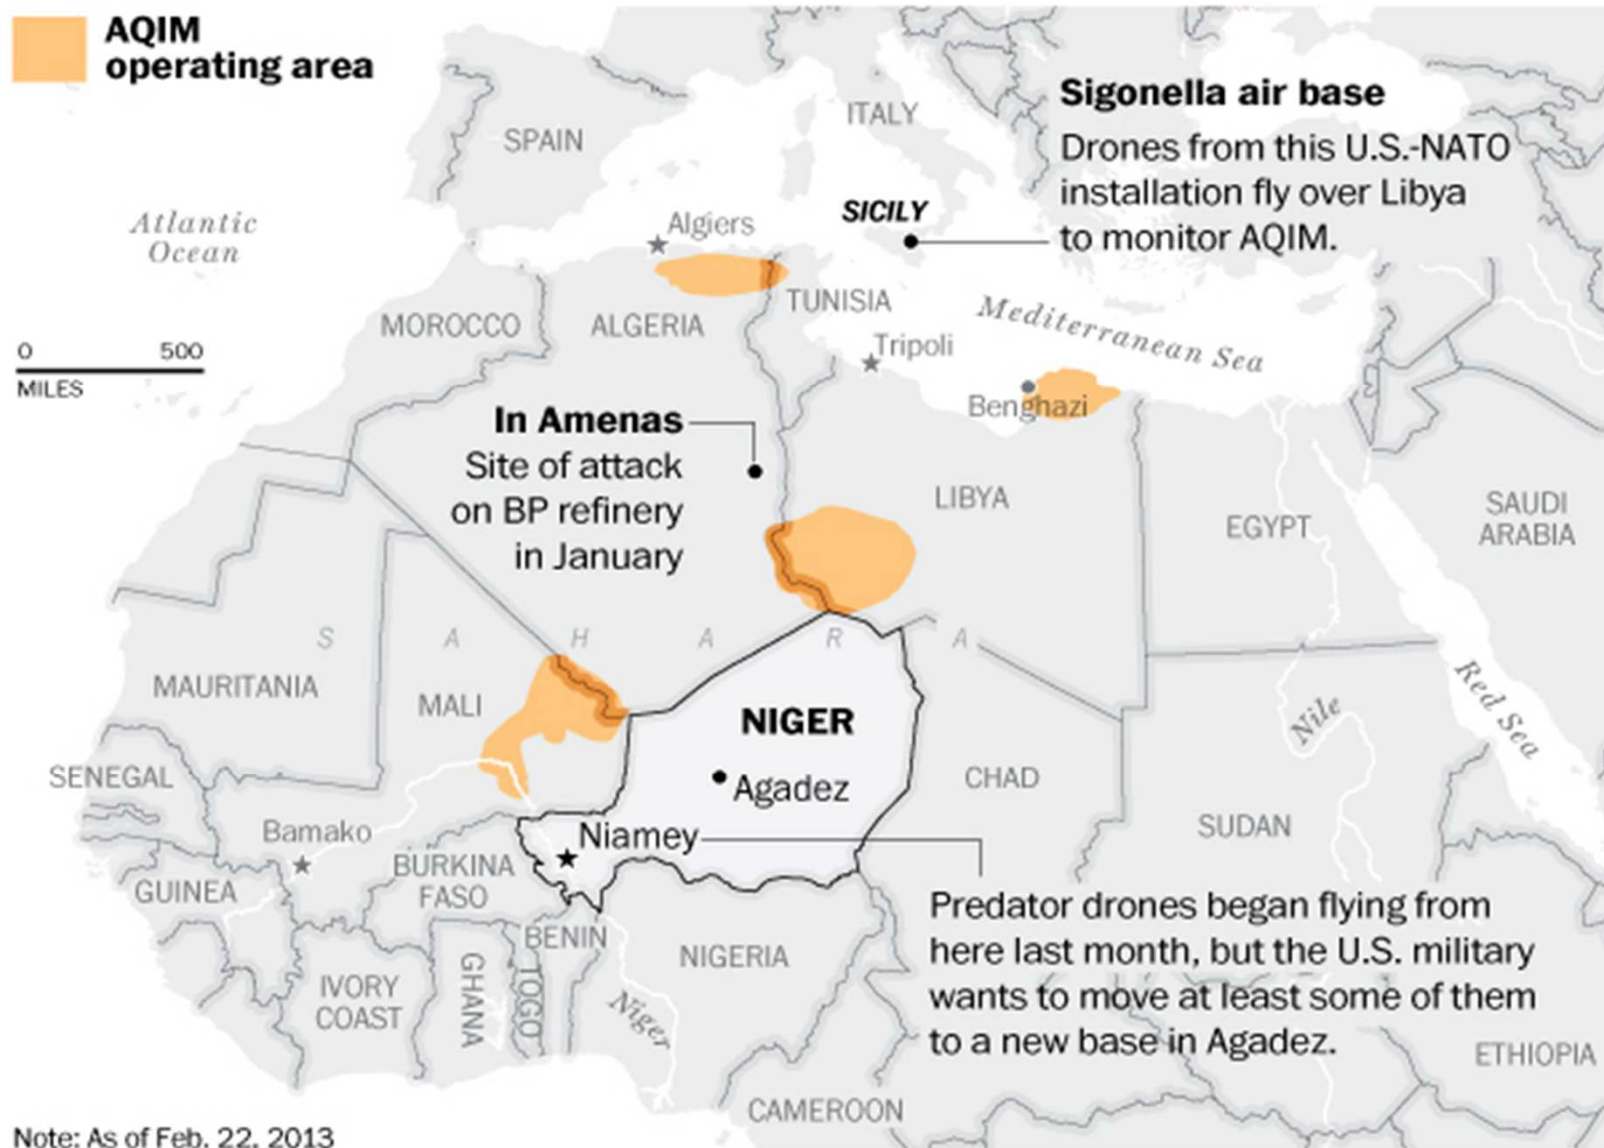 AQIM
operating area
Sigonella air base
Drones from this U.S.-NATO
installation fly over Libya
to monitor AQIM.
ITALY
SPAIN
SICILY
Atlantic
Ocean
Algiers
TUNISIA
Mediterranean Sea
MOROCCO
ALGERIA
Tripoli
0 500
MILES
Benghazi
In Amenas
Site of attack
on BP refinery
in January
LIBYA
EGYPT
SAUDI
ARABIA
S A H A R A
MAURITANIA
MALI
NIGER
Agadez
Nile
Red Sea
SENEGAL
CHAD
SUDAN
Bamako
Niamey
BURKINA
FASO
GUINEA
Predator drones began flying from
here last month, but the U.S. military
wants to move at least some of them
to a new base in Agadez.
BENIN
NIGERIA
IVORY
COAST
GHANA
TOGO
Niger
ETHIOPIA
CAMEROON
Note: As of Feb. 22, 2013